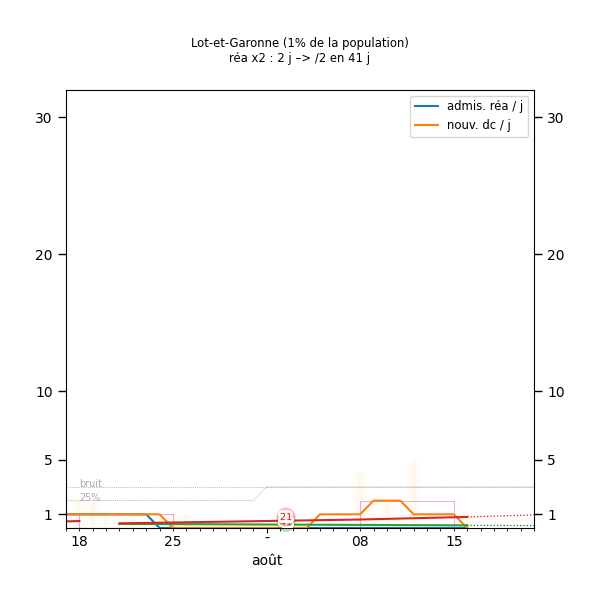 Lot-et-Garonne (1% de la population)
réa x2 : 2 j –> /2 en 41 j
admis. réa / j
nouv. dc / j
30
30
20
20
10
10
5
5
bruit
25%
1
1
21
18
25
-
08
15
août